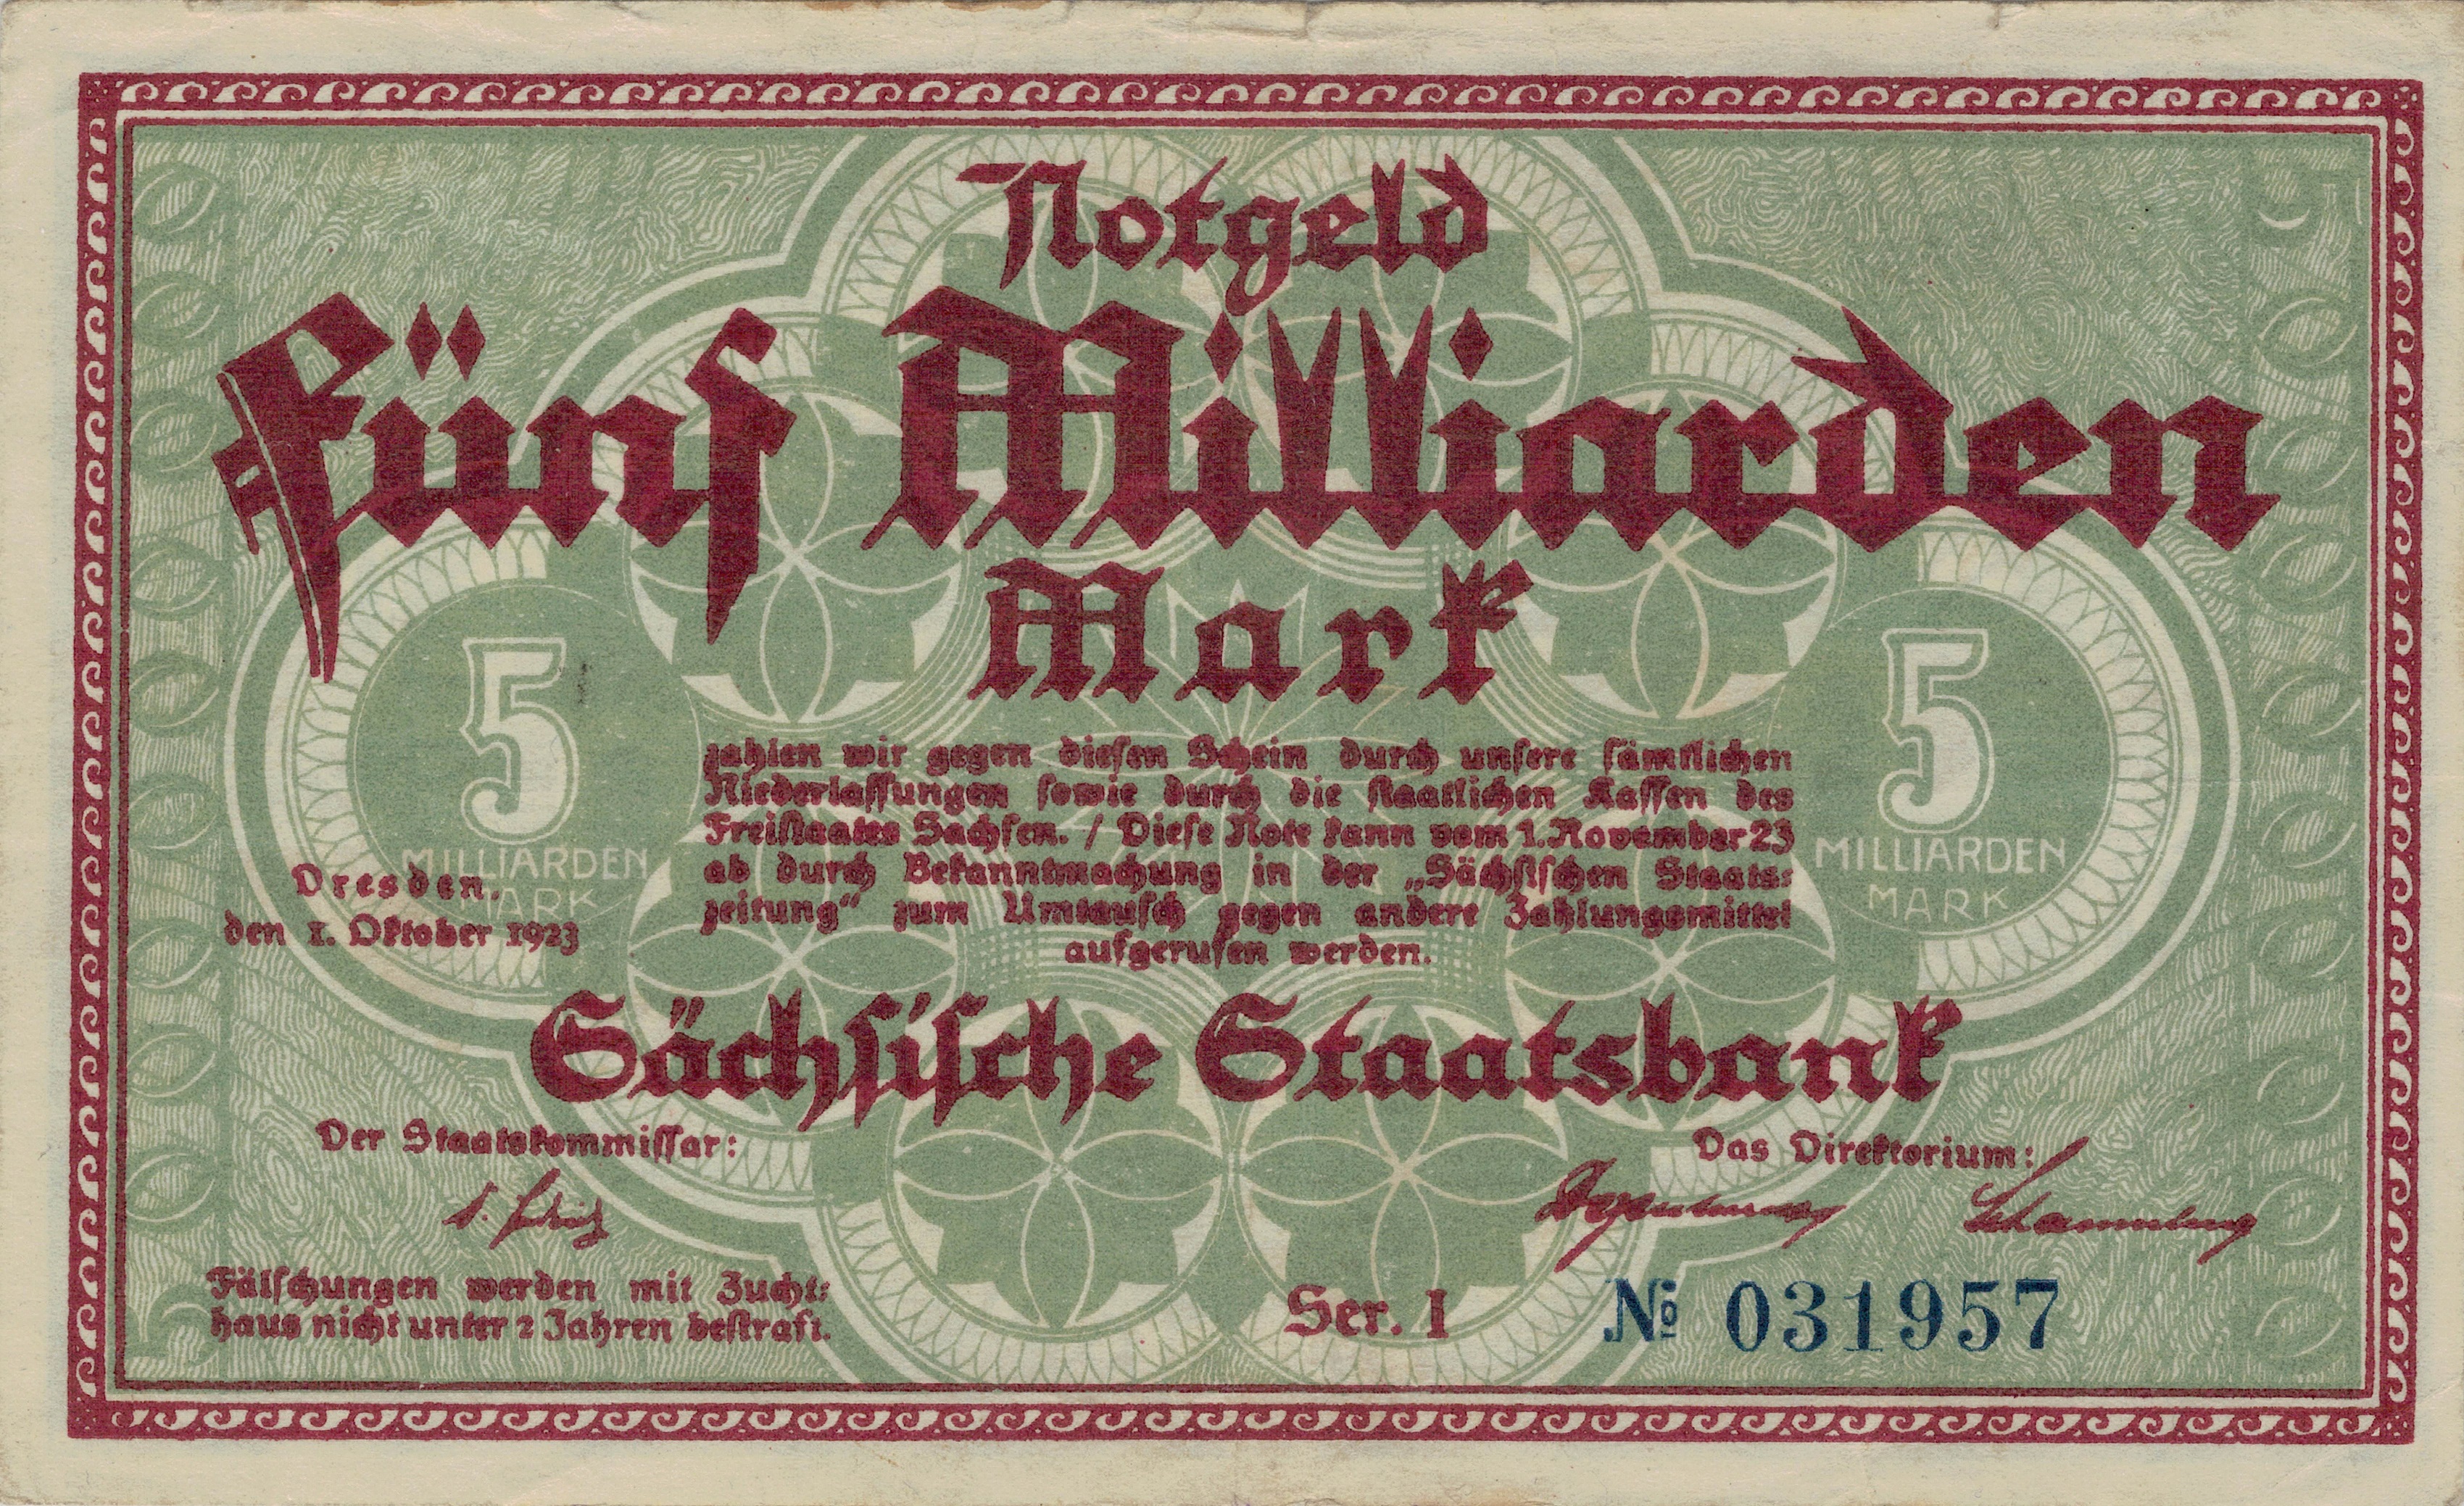 Notgeld
Fünf Milliarden
Mark
5
MILLIARDEN
MARK
5
MILLIARDEN
MARK
zahlen wir gegen diesen Schein durch unsere sämtlichen
Niederlassungen sowie durch die staatlichen Kassen des
Freistaates Sachsen. / Diese Note kann vom 1. November 23
ab durch Bekanntmachung in der „Sächsischen Staats-
zeitung“ zum Umtausch gegen andere Zahlungsmittel
aufgerufen werden.
Dresden,
den 1. Oktober 1923
Sächsische Staatsbank
Der Staatskommissar:
Das Direktorium:
Fälschungen werden mit Zucht-
haus nicht unter 2 Jahren bestraft.
Ser. I
№ 031957